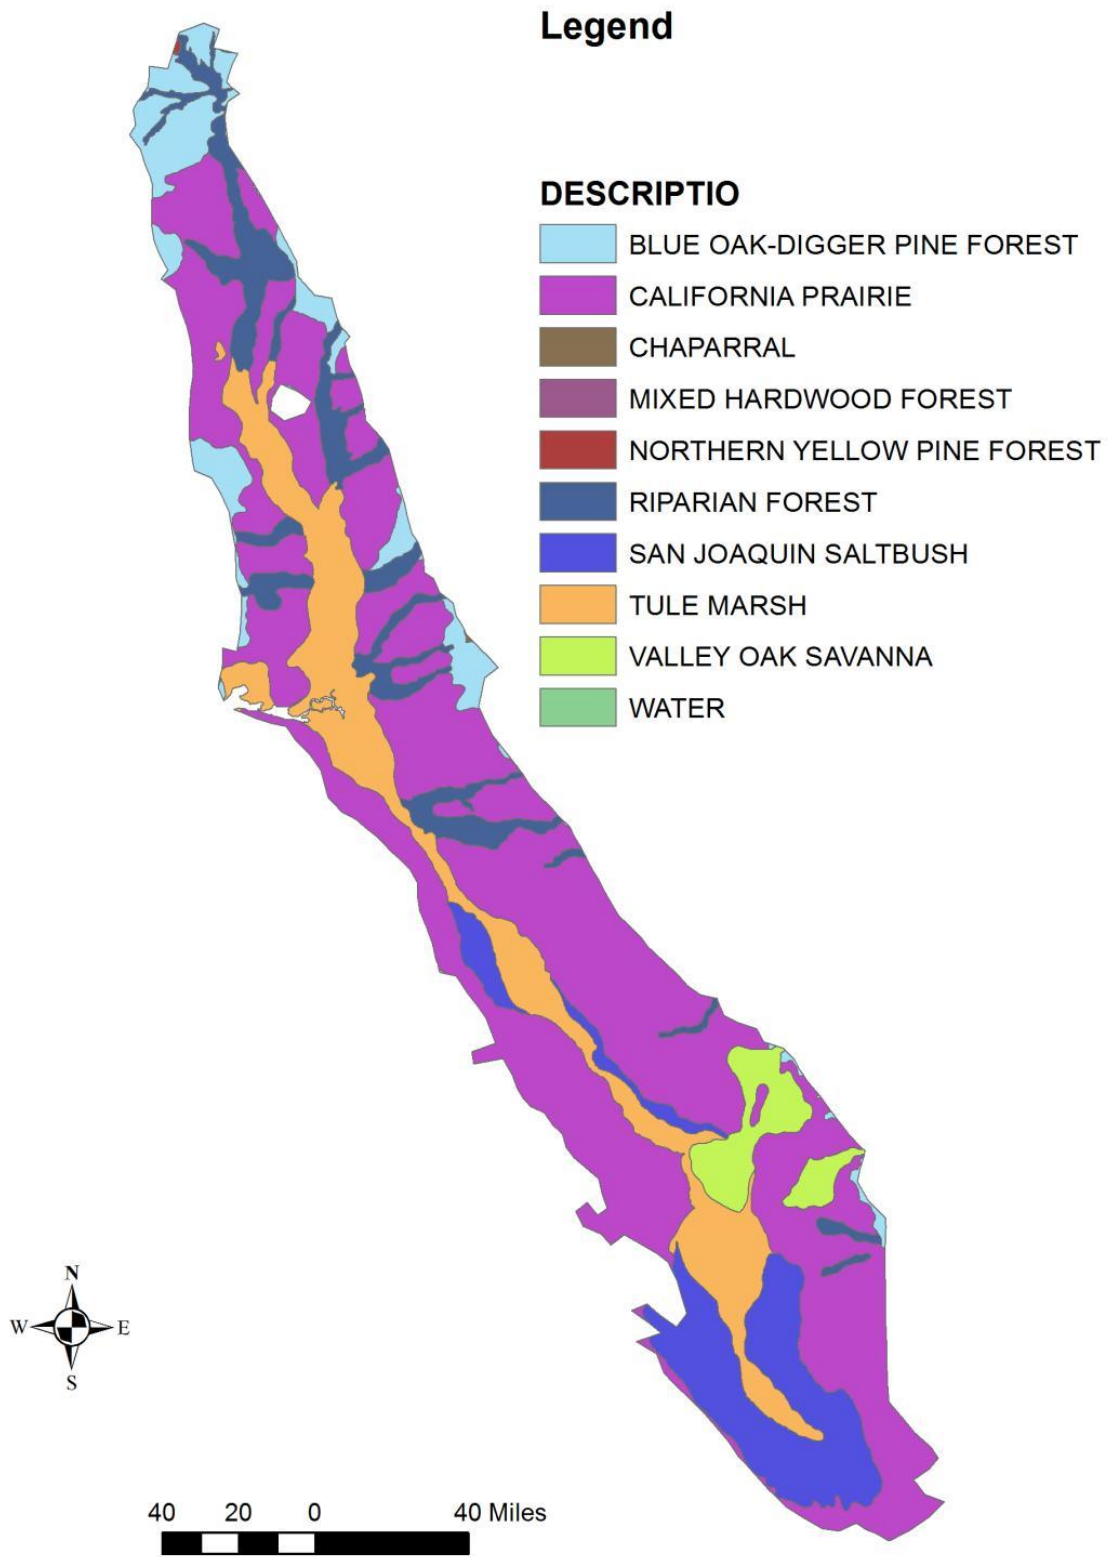 Legend
DESCRIPTIO
BLUE OAK-DIGGER PINE FOREST
CALIFORNIA PRAIRIE
CHAPARRAL
MIXED HARDWOOD FOREST
NORTHERN YELLOW PINE FOREST
RIPARIAN FOREST
SAN JOAQUIN SALTBUSH
TULE MARSH
VALLEY OAK SAVANNA
WATER
N
W E
S
40 20 0 40 Miles